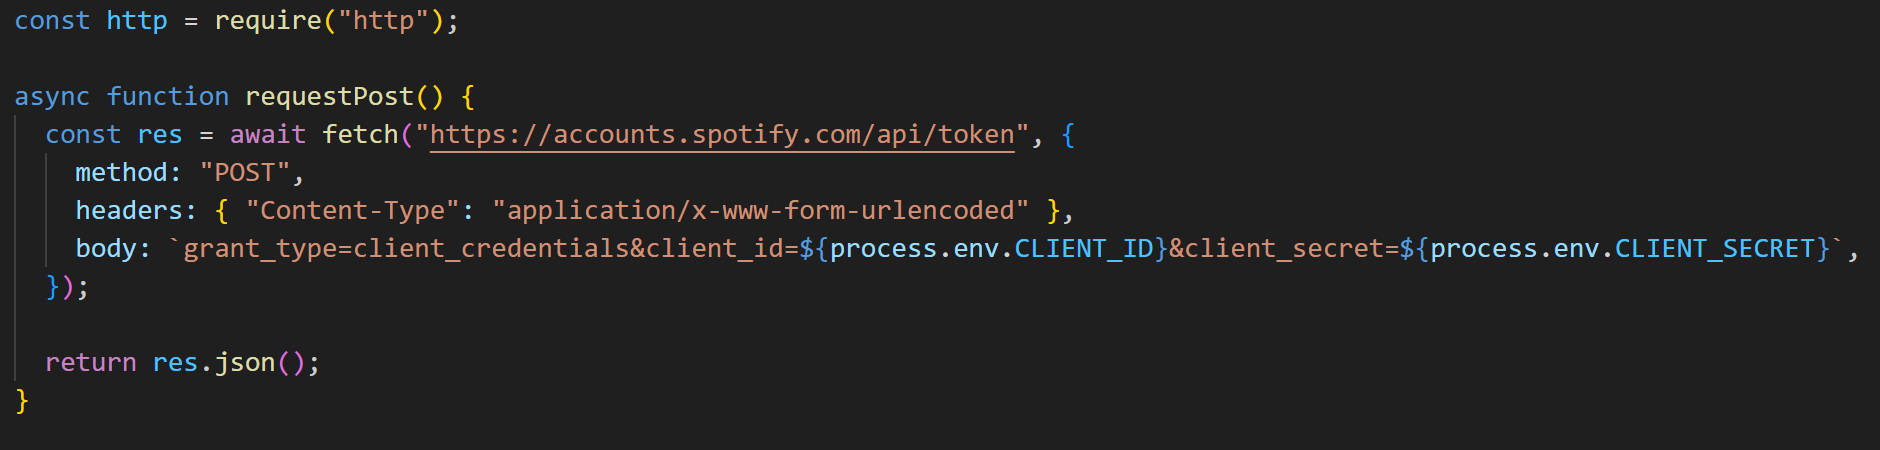 const http = require("http");
async function requestPost() {
const res = await fetch("https://accounts.spotify.com/api/token", {
method: "POST",
headers: { "Content-Type": "application/x-www-form-urlencoded" },
body: `grant_type=client_credentials&client_id=${process.env.CLIENT_ID}&client_secret=${process.env.CLIENT_SECRET}`,
});
return res.json();
}